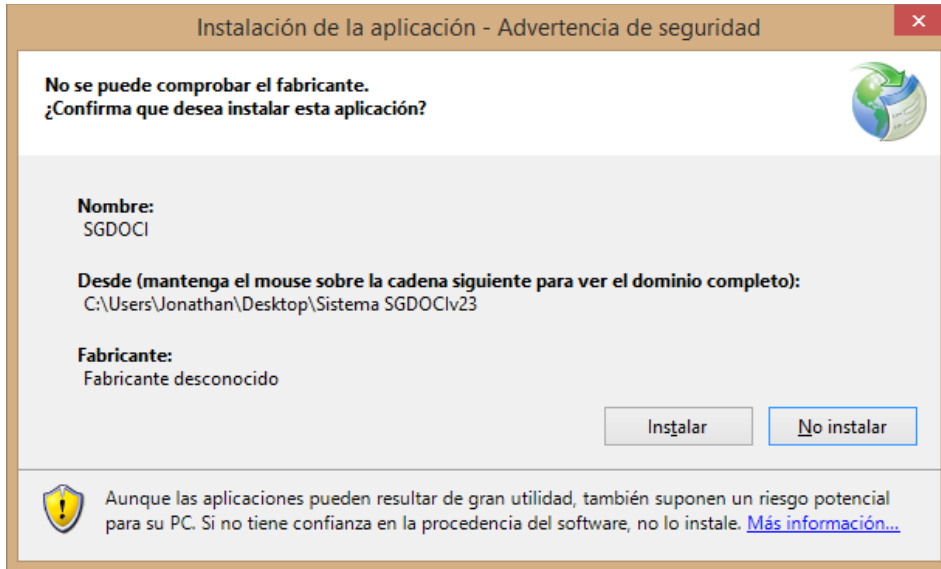 Instalación de la aplicación - Advertencia de seguridad
No se puede comprobar el fabricante.
¿Confirma que desea instalar esta aplicación?
Nombre:
SGDOCI
Desde (mantenga el mouse sobre la cadena siguiente para ver el dominio completo):
C:\Users\Jonathan\Desktop\Sistema SGDOCIv23
Fabricante:
Fabricante desconocido
Instalar
No instalar
Aunque las aplicaciones pueden resultar de gran utilidad, también suponen un riesgo potencial
para su PC. Si no tiene confianza en la procedencia del software, no lo instale. Más información...